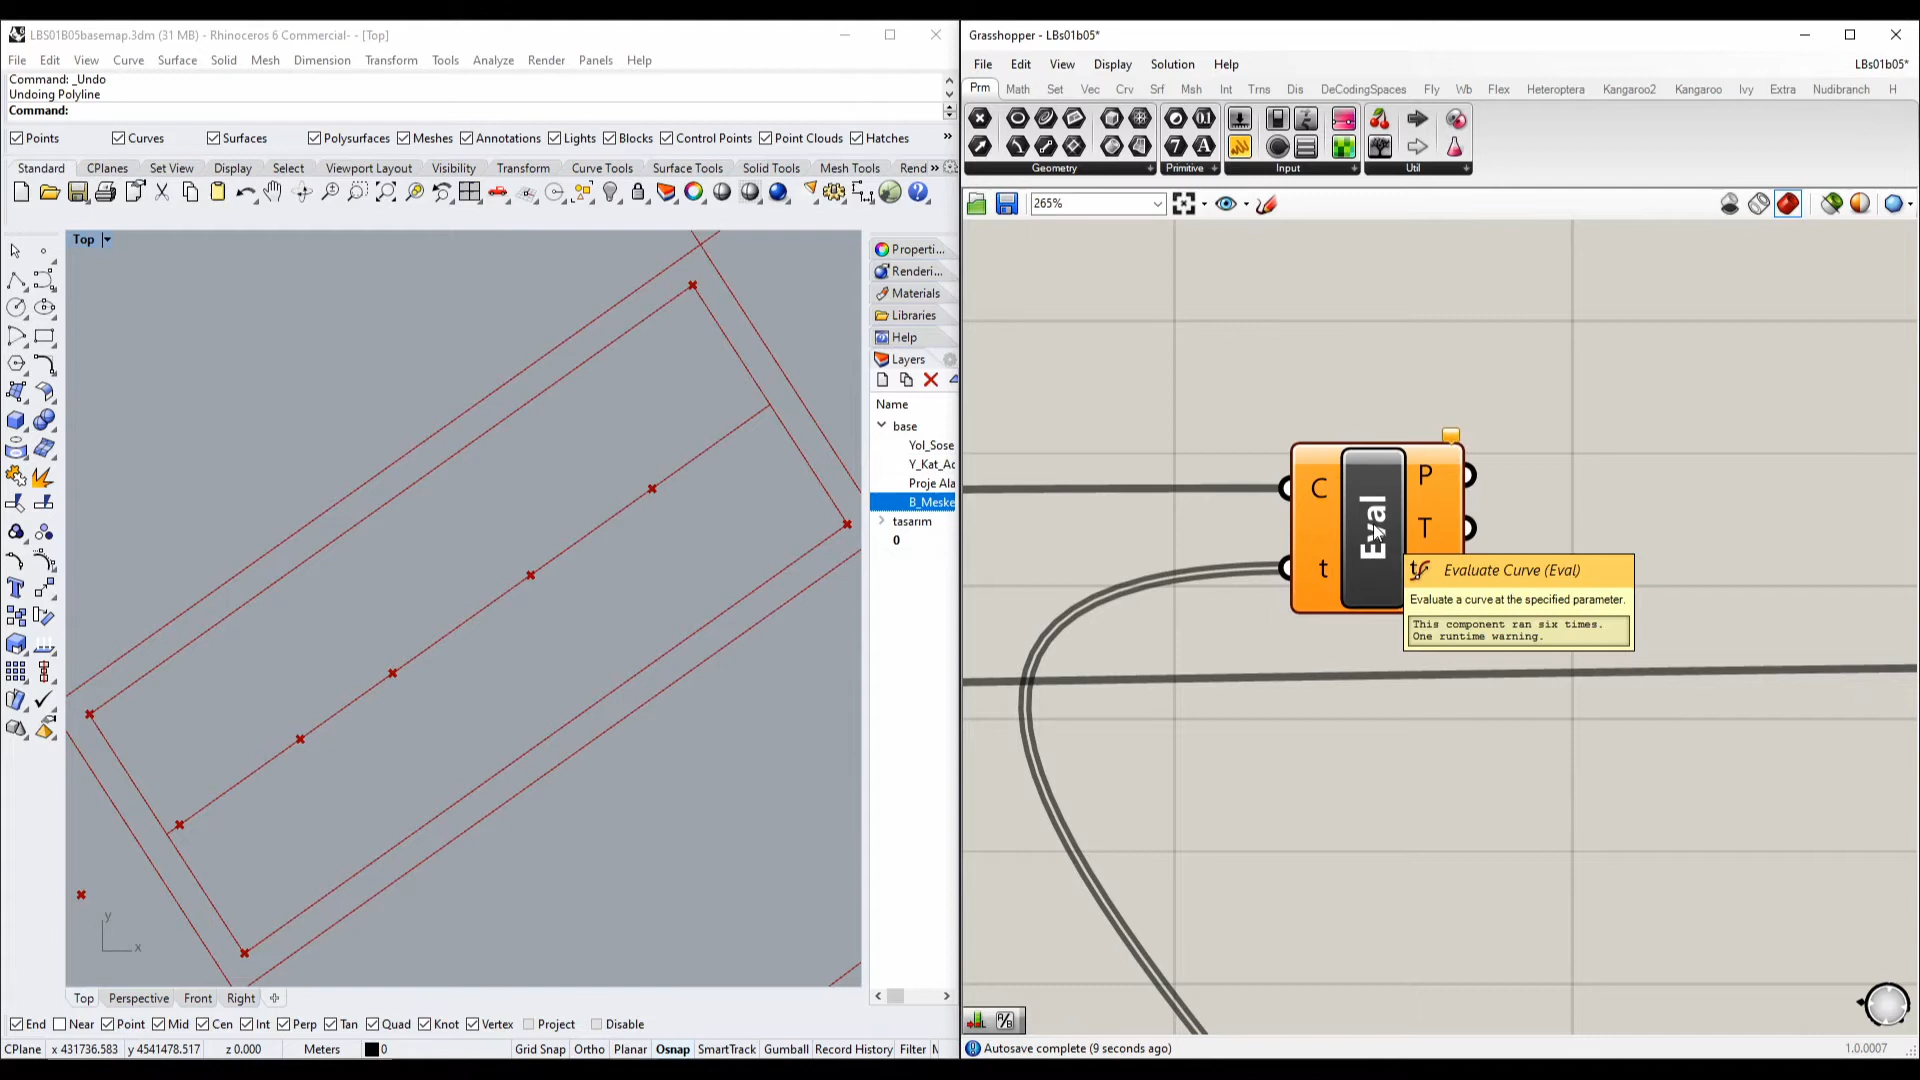 LBS01B05basemap.3dm (31 MB) - Rhinoceros 6 Commercial- - [Top]
File Edit View Curve Surface Solid Mesh Dimension Transform Tools Analyze Render Panels Help
Command: _Undo
Undoing Polyline
Command:
Points Curves Surfaces Polysurfaces Meshes Annotations Lights Blocks Control Points Point Clouds Hatches »
Standard CPlanes Set View Display Select Viewport Layout Visibility Transform Curve Tools Surface Tools Solid Tools Mesh Tools Rend »
Top
Properti...
Renderi...
Materials
Libraries
Help
Layers
Name
base
Yol_Sose
Y_Kat_Ac
Proje Ala
B_Meske
tasarım
0
y
x
Top Perspective Front Right
End Near Point Mid Cen Int Perp Tan Quad Knot Vertex Project Disable
CPlane x 431736.583 y 4541478.517 z 0.000 Meters 0 Grid Snap Ortho Planar Osnap SmartTrack Gumball Record History Filter
Grasshopper - LBs01b05*
File Edit View Display Solution Help LBs01b05*
Prm Math Set Vec Crv Srf Msh Int Trns Dis DeCodingSpaces Fly Wb Flex Heteroptera Kangaroo2 Kangaroo Ivy Extra Nudibranch H
Geometry Primitive Input Util
265%
C
t
Eval
P
T
Evaluate Curve (Eval)
Evaluate a curve at the specified parameter.
This component ran six times.
One runtime warning.
Autosave complete (9 seconds ago) 1.0.0007